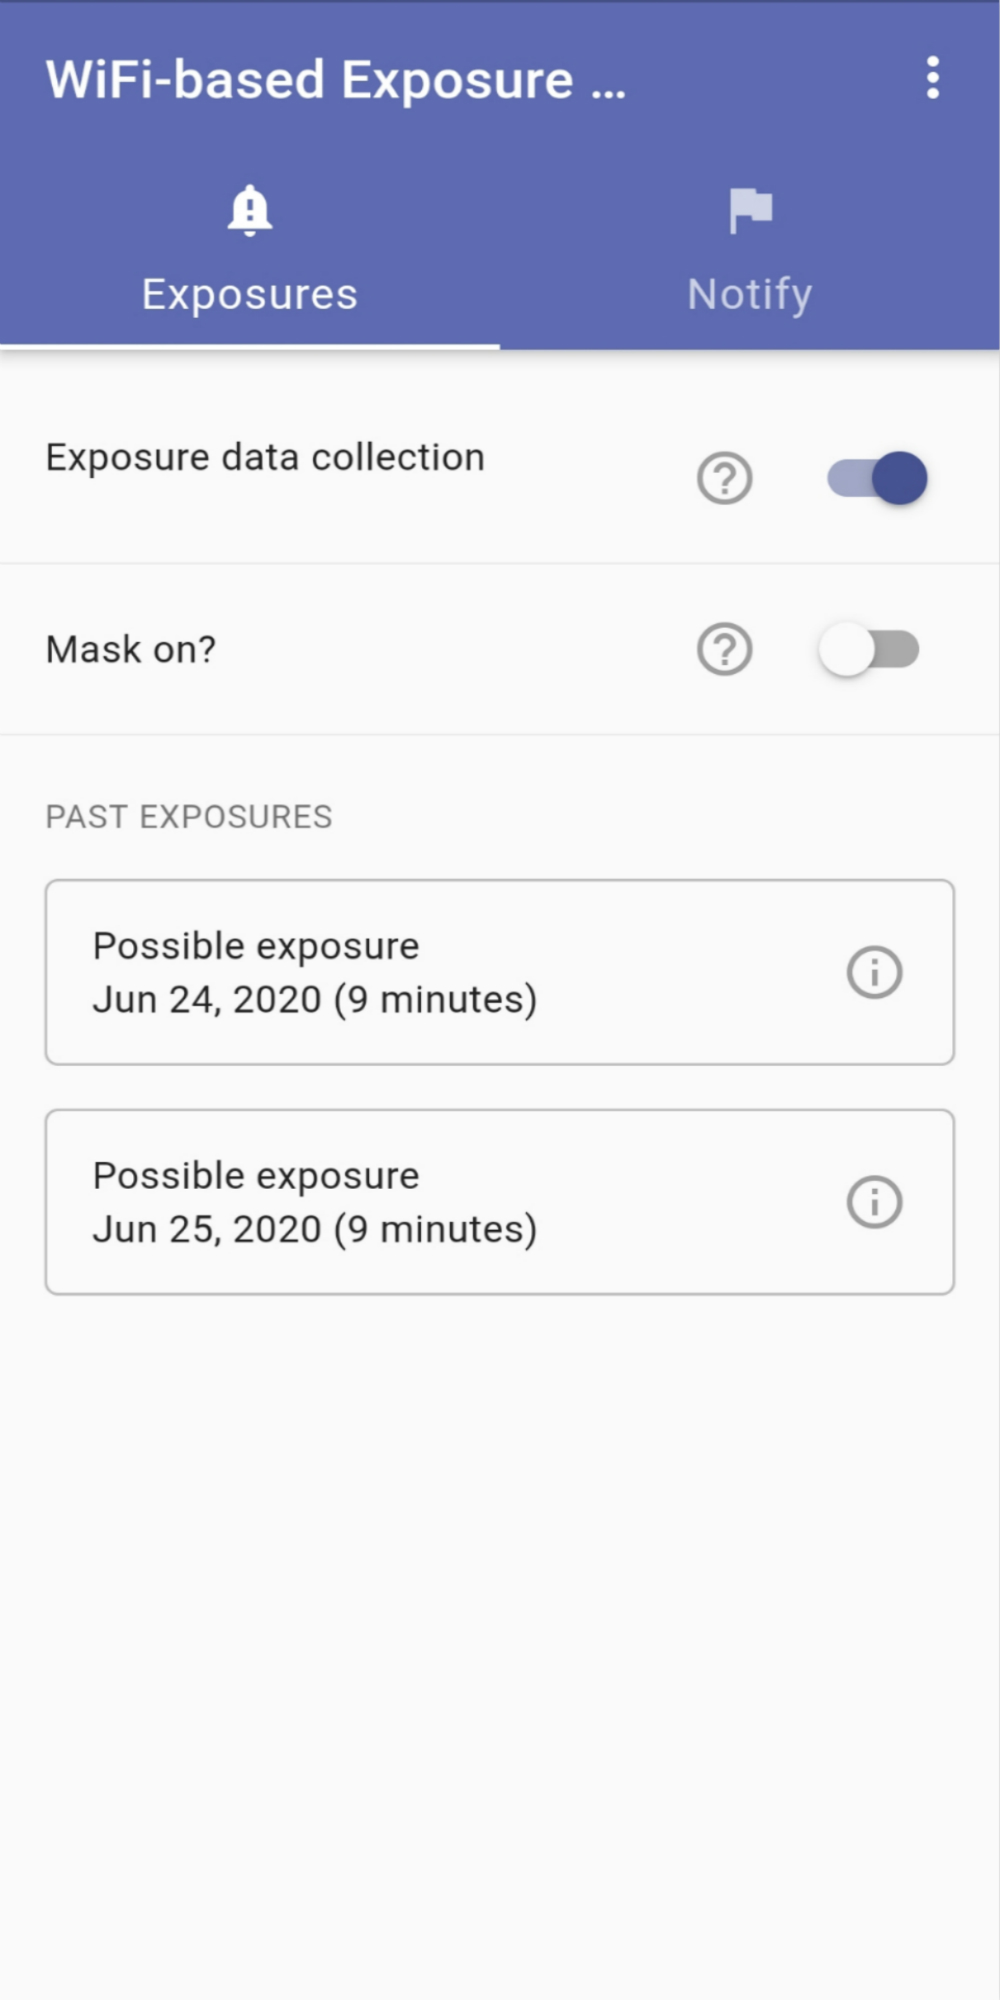 WiFi-based Exposure ...
Exposures
Notify
Exposure data collection
Mask on?
PAST EXPOSURES
Possible exposure
Jun 24, 2020 (9 minutes)
Possible exposure
Jun 25, 2020 (9 minutes)